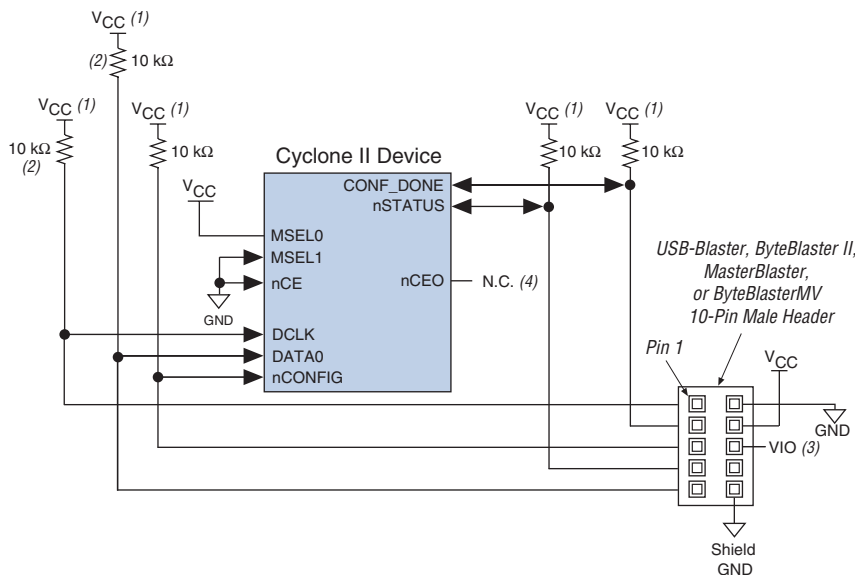 VCC (1)
(2) 10 kΩ
VCC (1)
VCC (1)
VCC (1)
VCC (1)
10 kΩ
(2)
10 kΩ
10 kΩ
10 kΩ
Cyclone II Device
VCC
CONF_DONE
nSTATUS
MSEL0
MSEL1
nCE
nCEO
N.C. (4)
GND
DCLK
DATA0
nCONFIG
USB-Blaster, ByteBlaster II,
MasterBlaster,
or ByteBlasterMV
10-Pin Male Header
Pin 1
VCC
GND
VIO (3)
Shield
GND